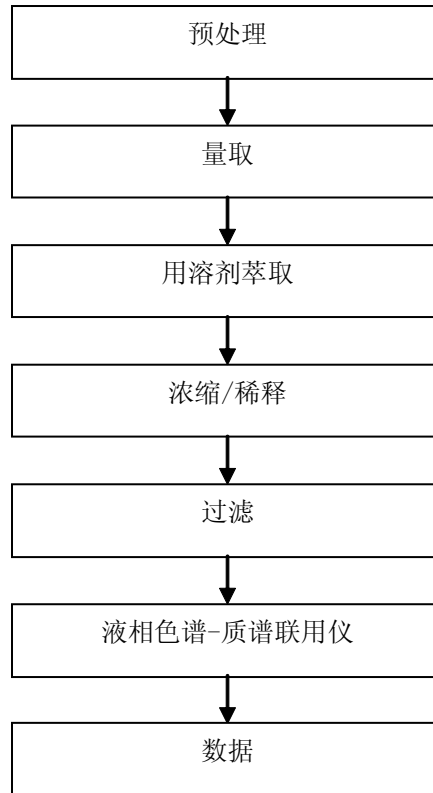 预处理
量取
用溶剂萃取
浓缩/稀释
过滤
液相色谱-质谱联用仪
数据